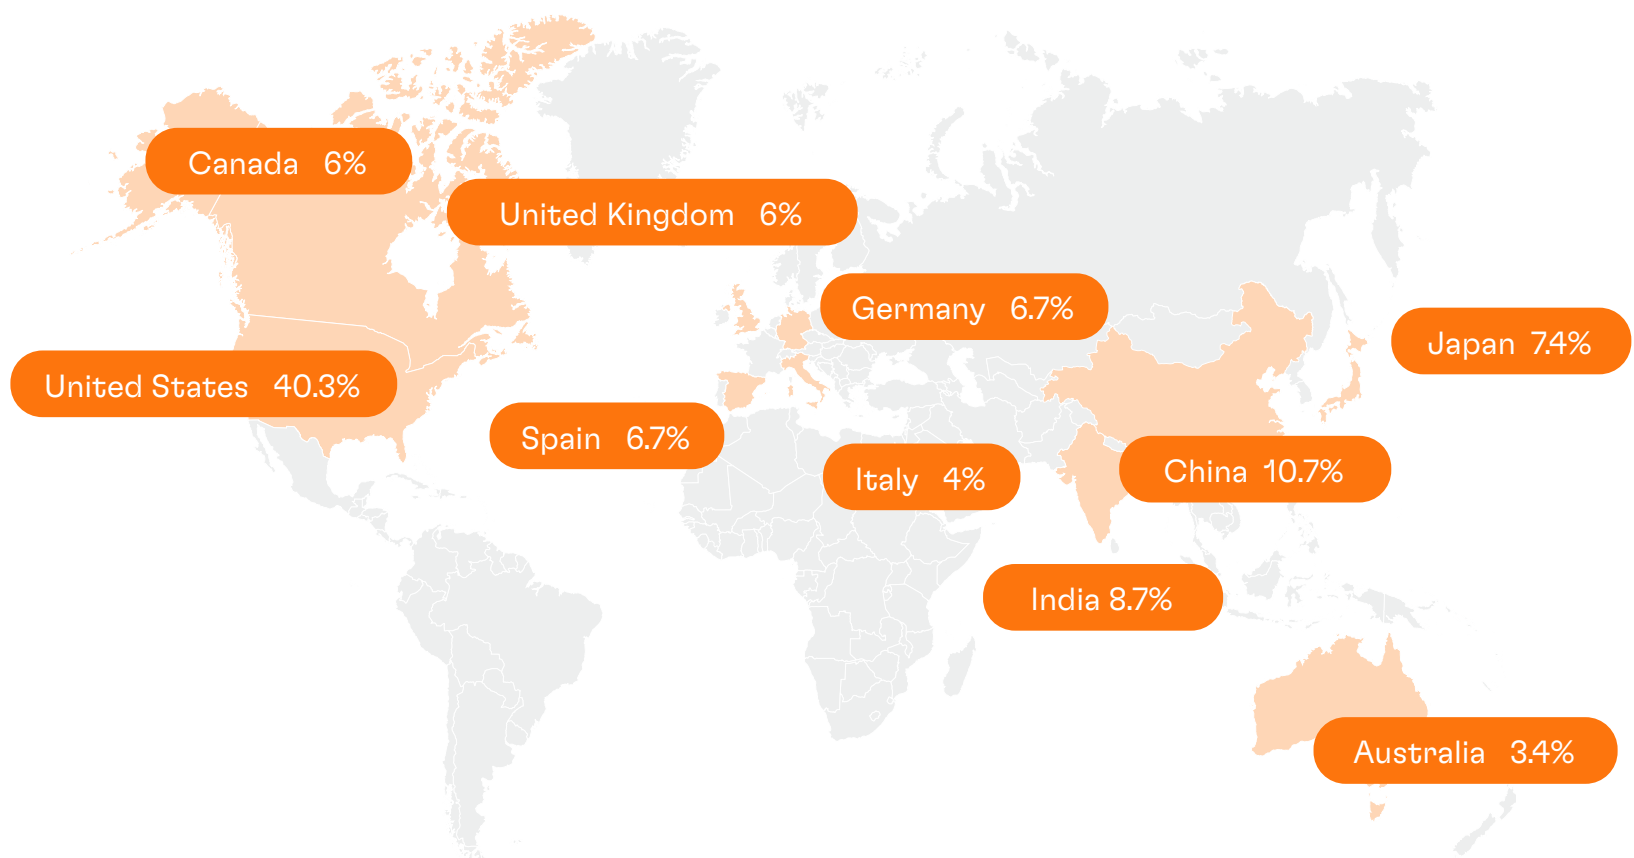 Canada 6%
United Kingdom 6%
Germany 6.7%
Japan 7.4%
United States 40.3%
Spain 6.7%
Italy 4%
China 10.7%
India 8.7%
Australia 3.4%